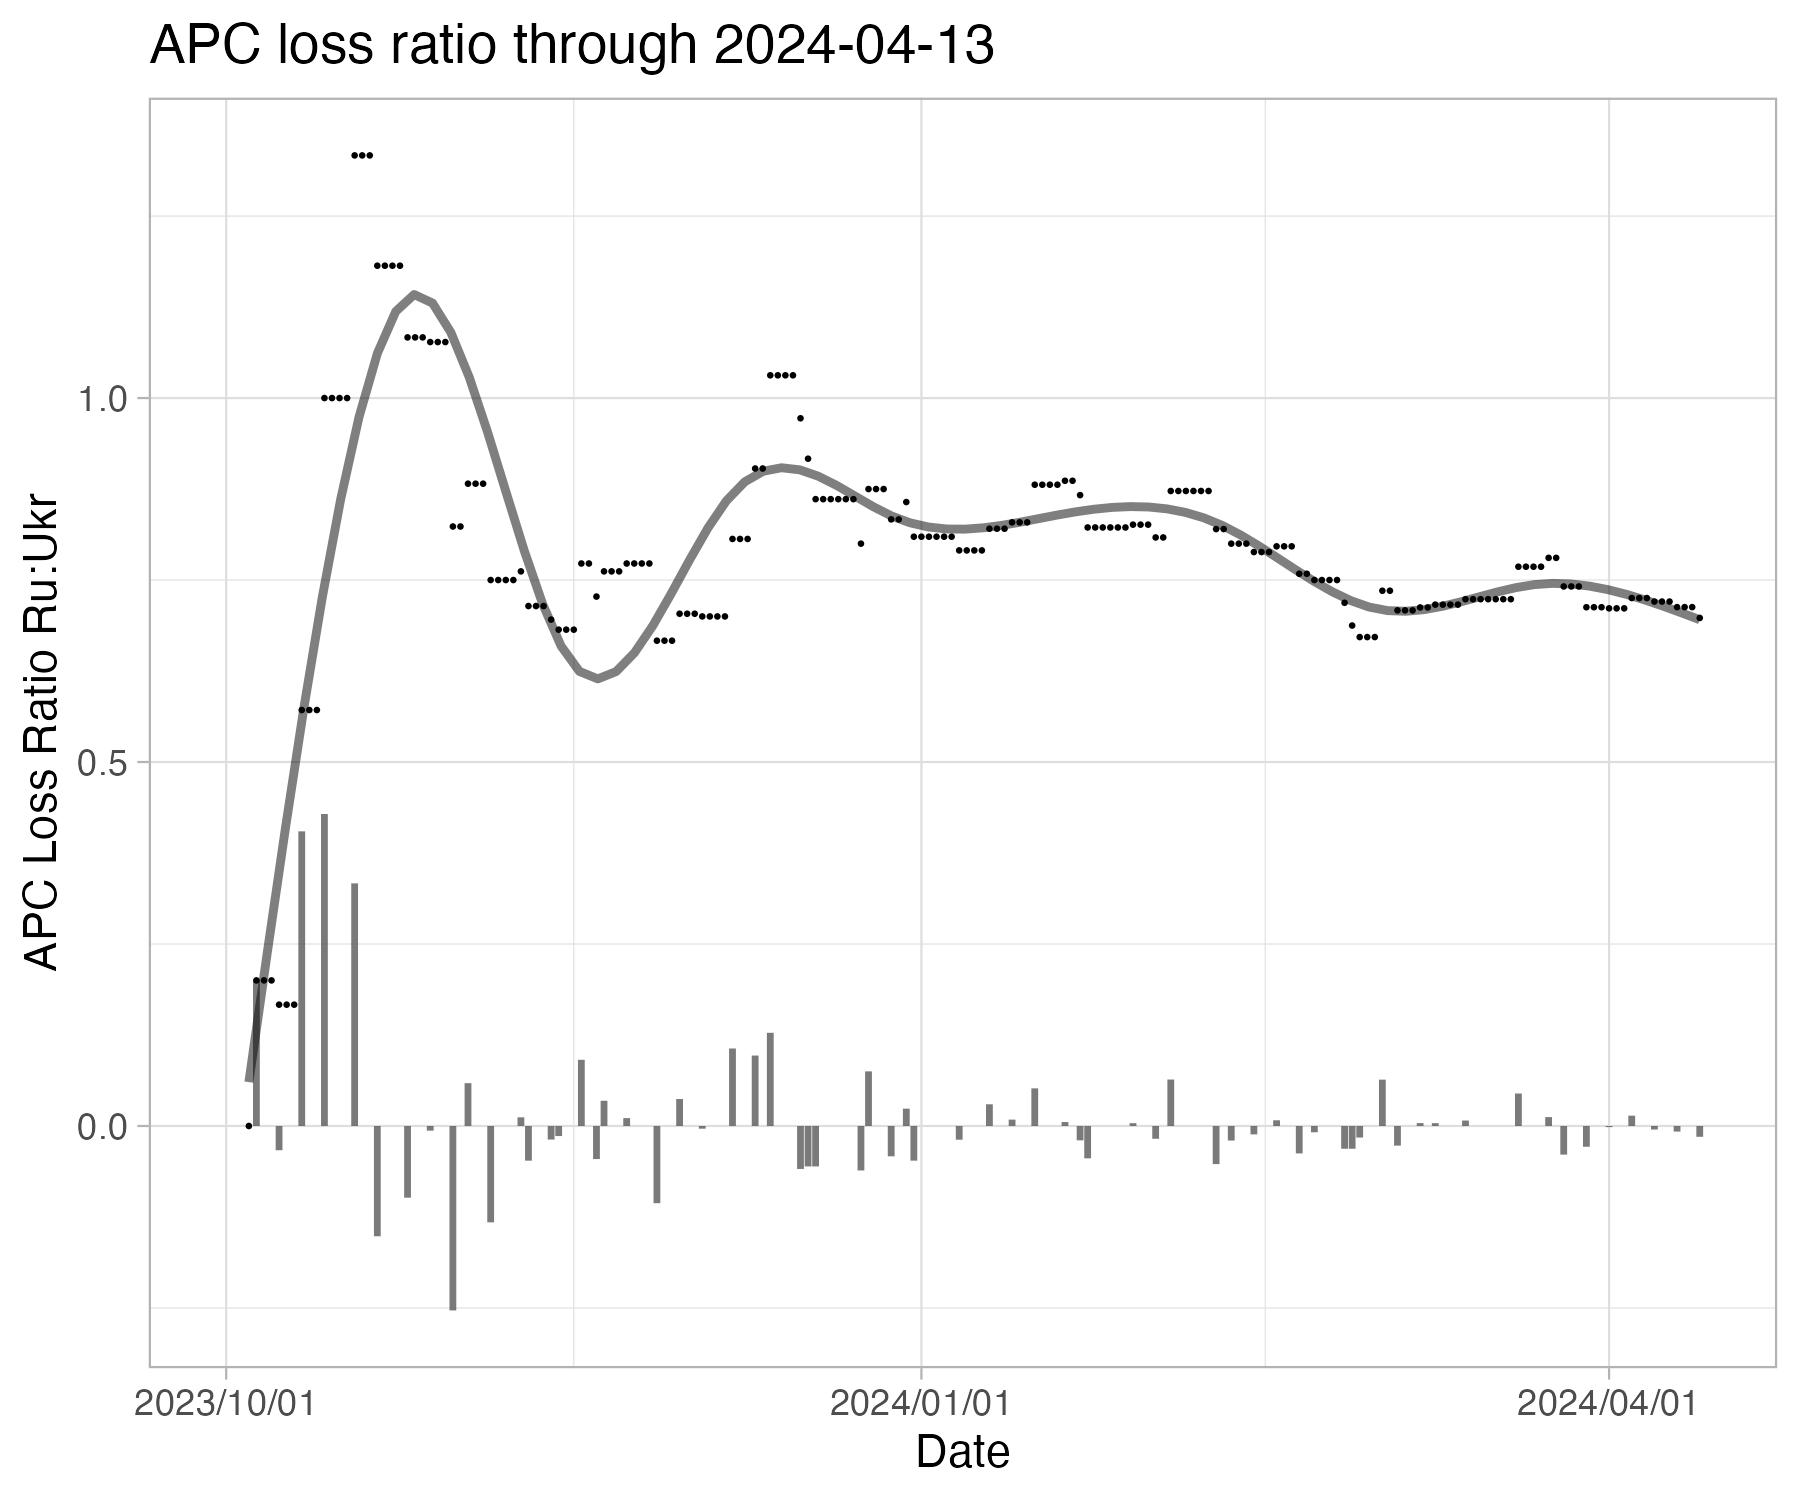 APC loss ratio through 2024-04-13
APC Loss Ratio Ru:Ukr
1.0
0.5
0.0
2023/10/01
2024/01/01
2024/04/01
Date